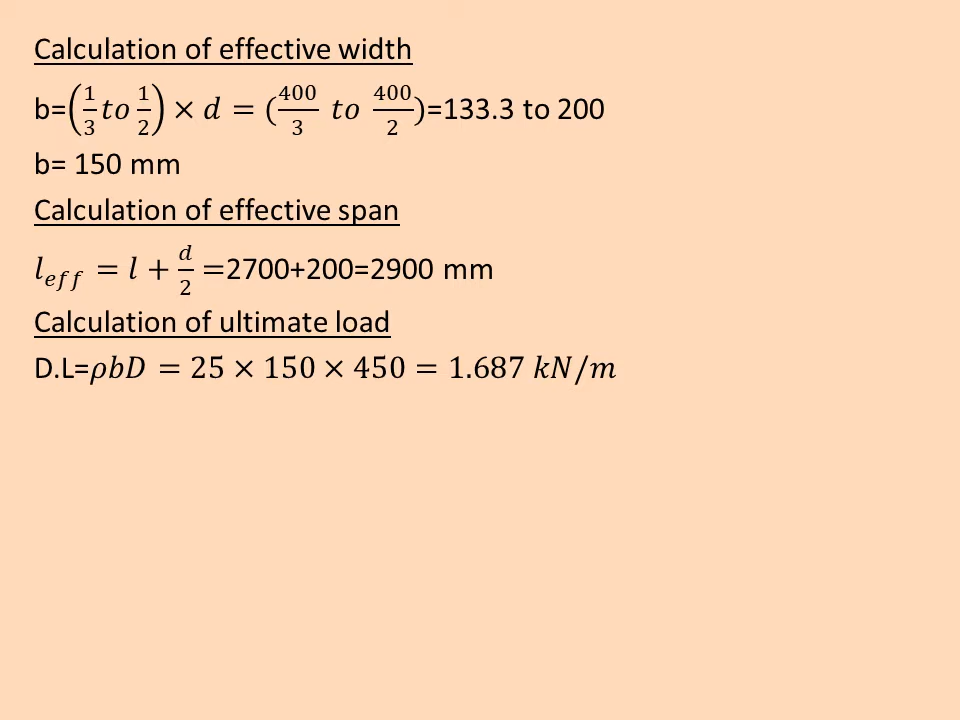 Calculation of effective width
b=(1/3 to 1/2) × d = (400/3 to 400/2)=133.3 to 200
b= 150 mm
Calculation of effective span
l_eff = l + d/2 =2700+200=2900 mm
Calculation of ultimate load
D.L=ρbD = 25 × 150 × 450 = 1.687 kN/m